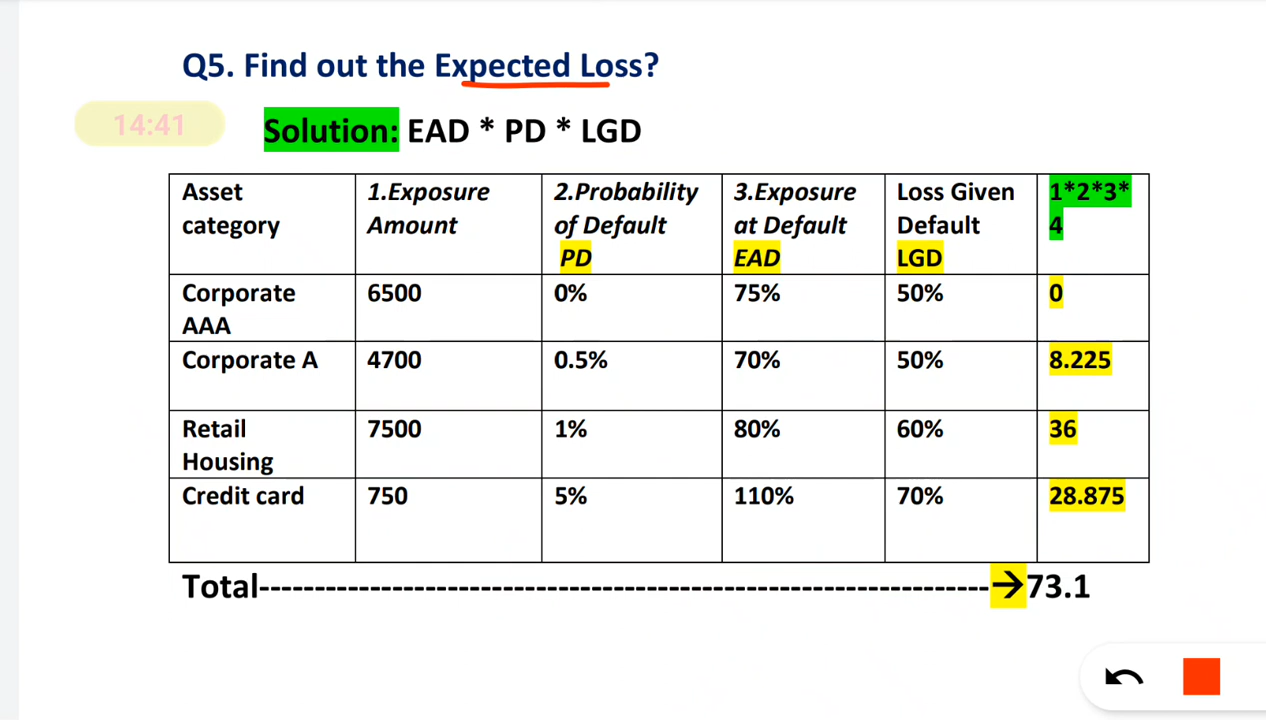 Q5. Find out the Expected Loss?
14:41
Solution: EAD * PD * LGD
Asset category
1.Exposure Amount
2.Probability of Default PD
3.Exposure at Default EAD
Loss Given Default LGD
1*2*3* 4
Corporate AAA
6500
0%
75%
50%
0
Corporate A
4700
0.5%
70%
50%
8.225
Retail Housing
7500
1%
80%
60%
36
Credit card
750
5%
110%
70%
28.875
Total--------------------------------------------------------------------→73.1